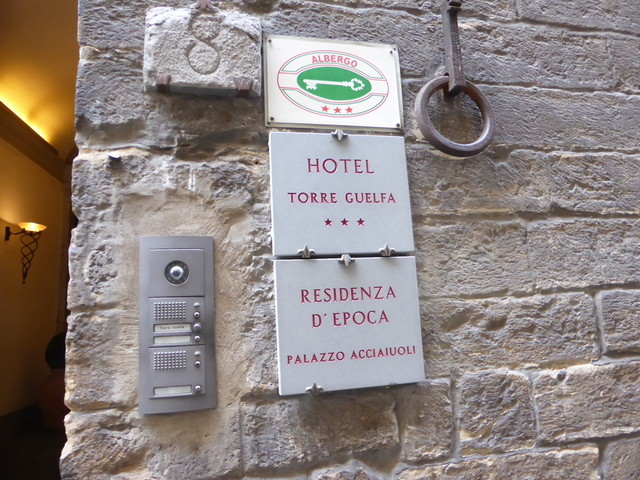 8
ALBERGO
★ ★ ★
HOTEL
TORRE GUELFA
★ ★ ★
RESIDENZA
D'EPOCA
PALAZZO ACCIAIUOLI